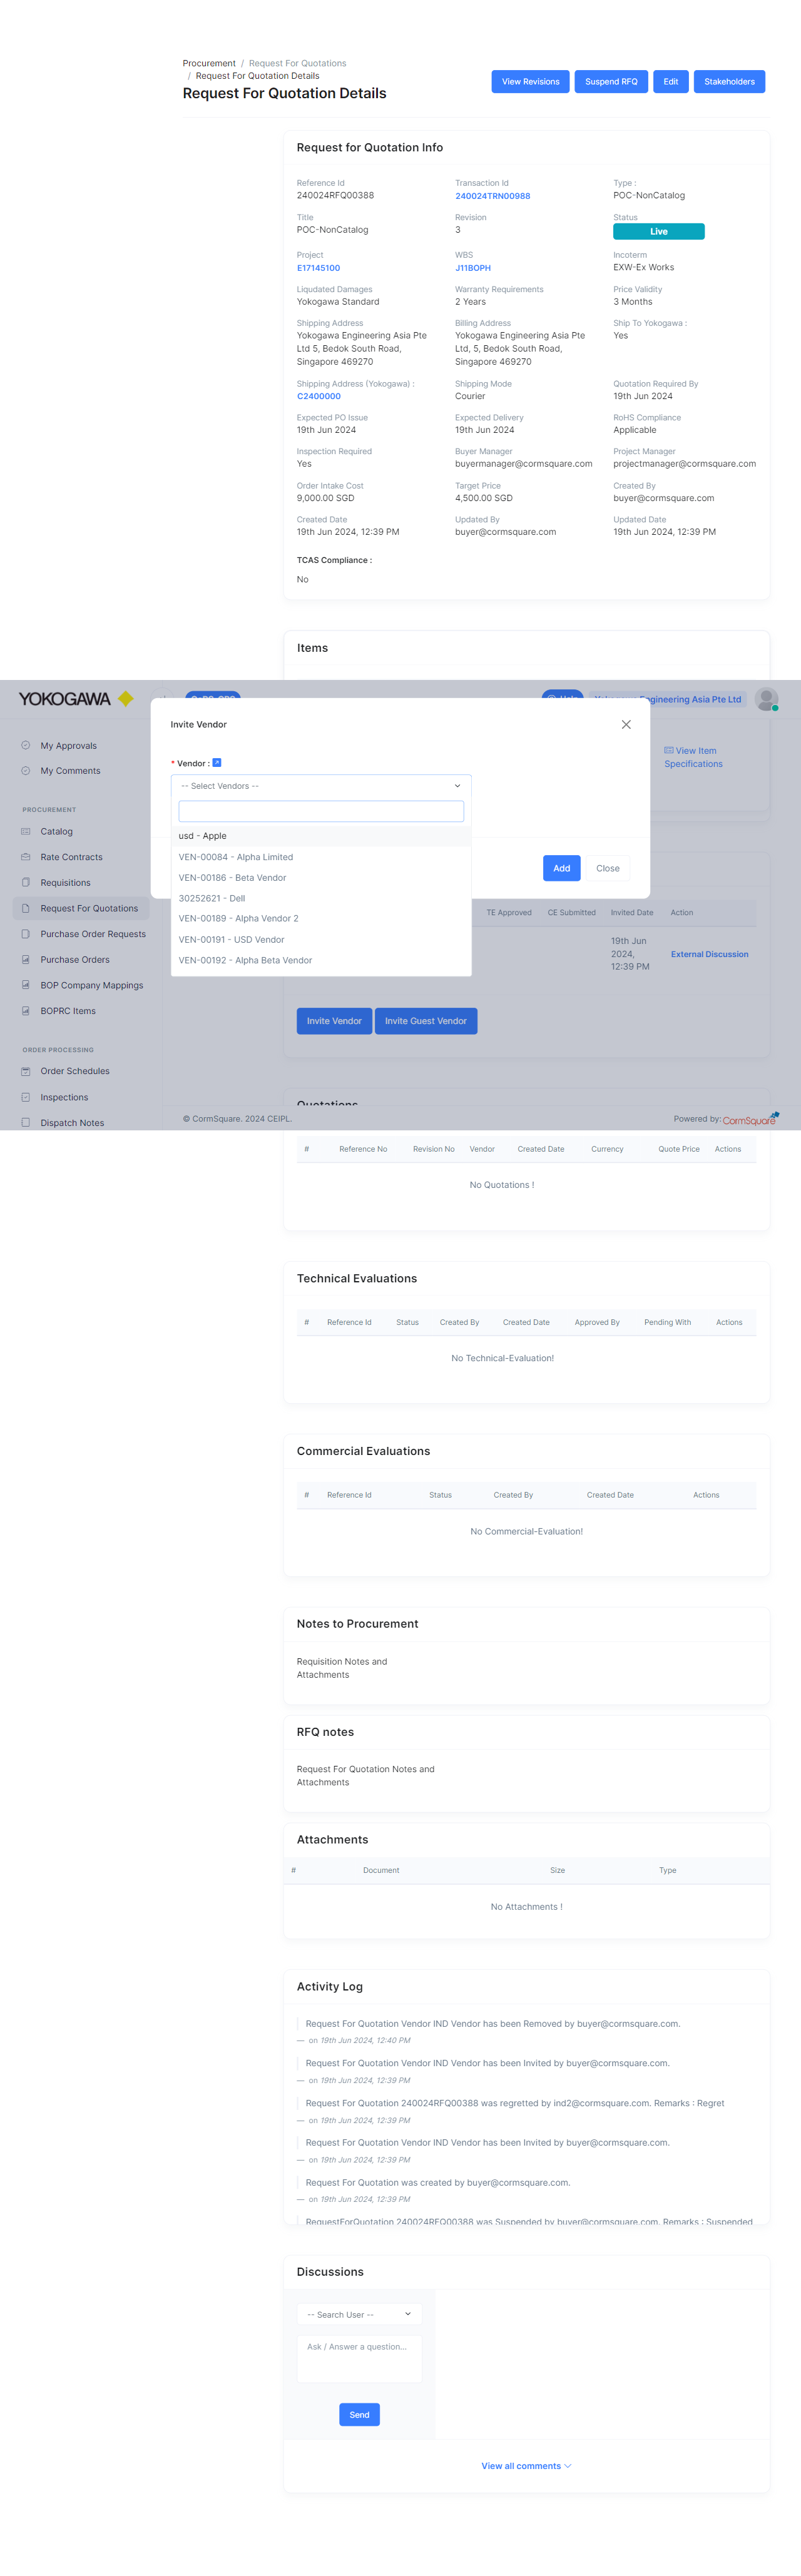 Procurement / Request For Quotations
/ Request For Quotation Details
Request For Quotation Details
View Revisions
Suspend RFQ
Edit
Stakeholders
Request for Quotation Info
Reference Id
Transaction Id
Type :
240024RFQ00388
240024TRN00988
POC-NonCatalog
Title
Revision
Status
POC-NonCatalog
3
Live
Project
WBS
Incoterm
E17145100
J11BOPH
EXW-Ex Works
Liqudated Damages
Warranty Requirements
Price Validity
Yokogawa Standard
2 Years
3 Months
Shipping Address
Billing Address
Ship To Yokogawa :
Yokogawa Engineering Asia Pte
Ltd 5, Bedok South Road,
Singapore 469270
Yokogawa Engineering Asia Pte
Ltd, 5, Bedok South Road,
Singapore 469270
Yes
Shipping Address (Yokogawa) :
Shipping Mode
Quotation Required By
C2400000
Courier
19th Jun 2024
Expected PO Issue
Expected Delivery
RoHS Compliance
19th Jun 2024
19th Jun 2024
Applicable
Inspection Required
Buyer Manager
Project Manager
Yes
buyermanager@cormsquare.com
projectmanager@cormsquare.com
Order Intake Cost
Target Price
Created By
9,000.00 SGD
4,500.00 SGD
buyer@cormsquare.com
Created Date
Updated By
Updated Date
19th Jun 2024, 12:39 PM
buyer@cormsquare.com
19th Jun 2024, 12:39 PM
TCAS Compliance :
No
Items
YOKOGAWA
Engineering Asia Pte Ltd
My Approvals
My Comments
PROCUREMENT
Catalog
Rate Contracts
Requisitions
Request For Quotations
Purchase Order Requests
Purchase Orders
BOP Company Mappings
BOPRC Items
ORDER PROCESSING
Order Schedules
Inspections
Dispatch Notes
Invite Vendor
* Vendor :
-- Select Vendors --
usd - Apple
VEN-00084 - Alpha Limited
VEN-00186 - Beta Vendor
30252621 - Dell
VEN-00189 - Alpha Vendor 2
VEN-00191 - USD Vendor
VEN-00192 - Alpha Beta Vendor
Add
Close
View Item
Specifications
TE Approved
CE Submitted
Invited Date
Action
19th Jun
2024,
12:39 PM
External Discussion
Invite Vendor
Invite Guest Vendor
Quotations
© CormSquare. 2024 CEIPL.
Powered by: CormSquare
# Reference No Revision No Vendor Created Date Currency Quote Price Actions
No Quotations !
Technical Evaluations
# Reference Id Status Created By Created Date Approved By Pending With Actions
No Technical-Evaluation!
Commercial Evaluations
# Reference Id Status Created By Created Date Actions
No Commercial-Evaluation!
Notes to Procurement
Requisition Notes and
Attachments
RFQ notes
Request For Quotation Notes and
Attachments
Attachments
# Document Size Type
No Attachments !
Activity Log
Request For Quotation Vendor IND Vendor has been Removed by buyer@cormsquare.com.
— on 19th Jun 2024, 12:40 PM
Request For Quotation Vendor IND Vendor has been Invited by buyer@cormsquare.com.
— on 19th Jun 2024, 12:39 PM
Request For Quotation 240024RFQ00388 was regretted by ind2@cormsquare.com. Remarks : Regret
— on 19th Jun 2024, 12:39 PM
Request For Quotation Vendor IND Vendor has been Invited by buyer@cormsquare.com.
— on 19th Jun 2024, 12:39 PM
Request For Quotation was created by buyer@cormsquare.com.
— on 19th Jun 2024, 12:39 PM
RequestForQuotation 240024RFQ00388 was Suspended by buyer@cormsquare.com. Remarks : Suspended
Discussions
-- Search User --
Ask / Answer a question...
Send
View all comments